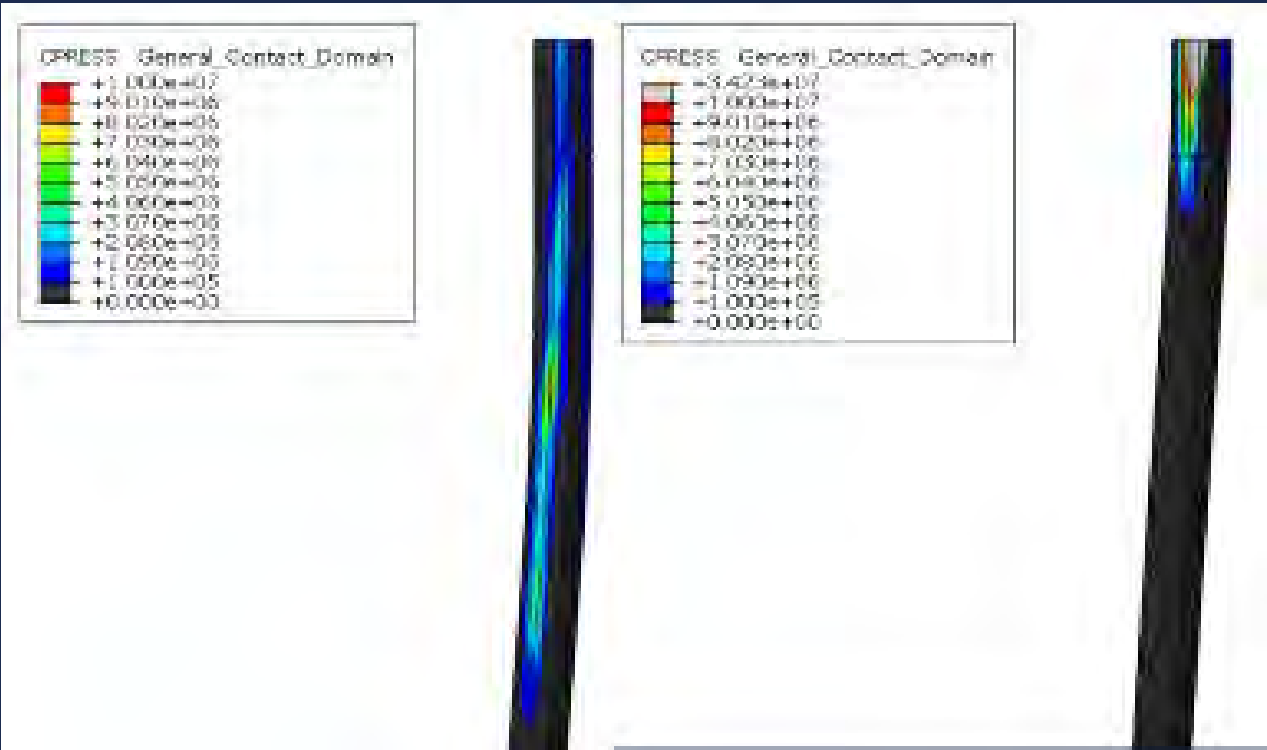 CPRESS General_Contact_Domain
+1.000e+07
+9.010e+06
+8.020e+06
+7.030e+06
+6.040e+06
+5.050e+06
+4.060e+06
+3.070e+06
+2.080e+06
+1.090e+06
+1.000e+05
+0.000e+00
CPRESS General_Contact_Domain
+3.423e+07
+1.000e+07
+9.010e+06
+8.020e+06
+7.030e+06
+6.040e+06
+5.050e+06
+4.060e+06
+3.070e+06
+2.080e+06
+1.090e+06
+1.000e+05
+0.000e+00